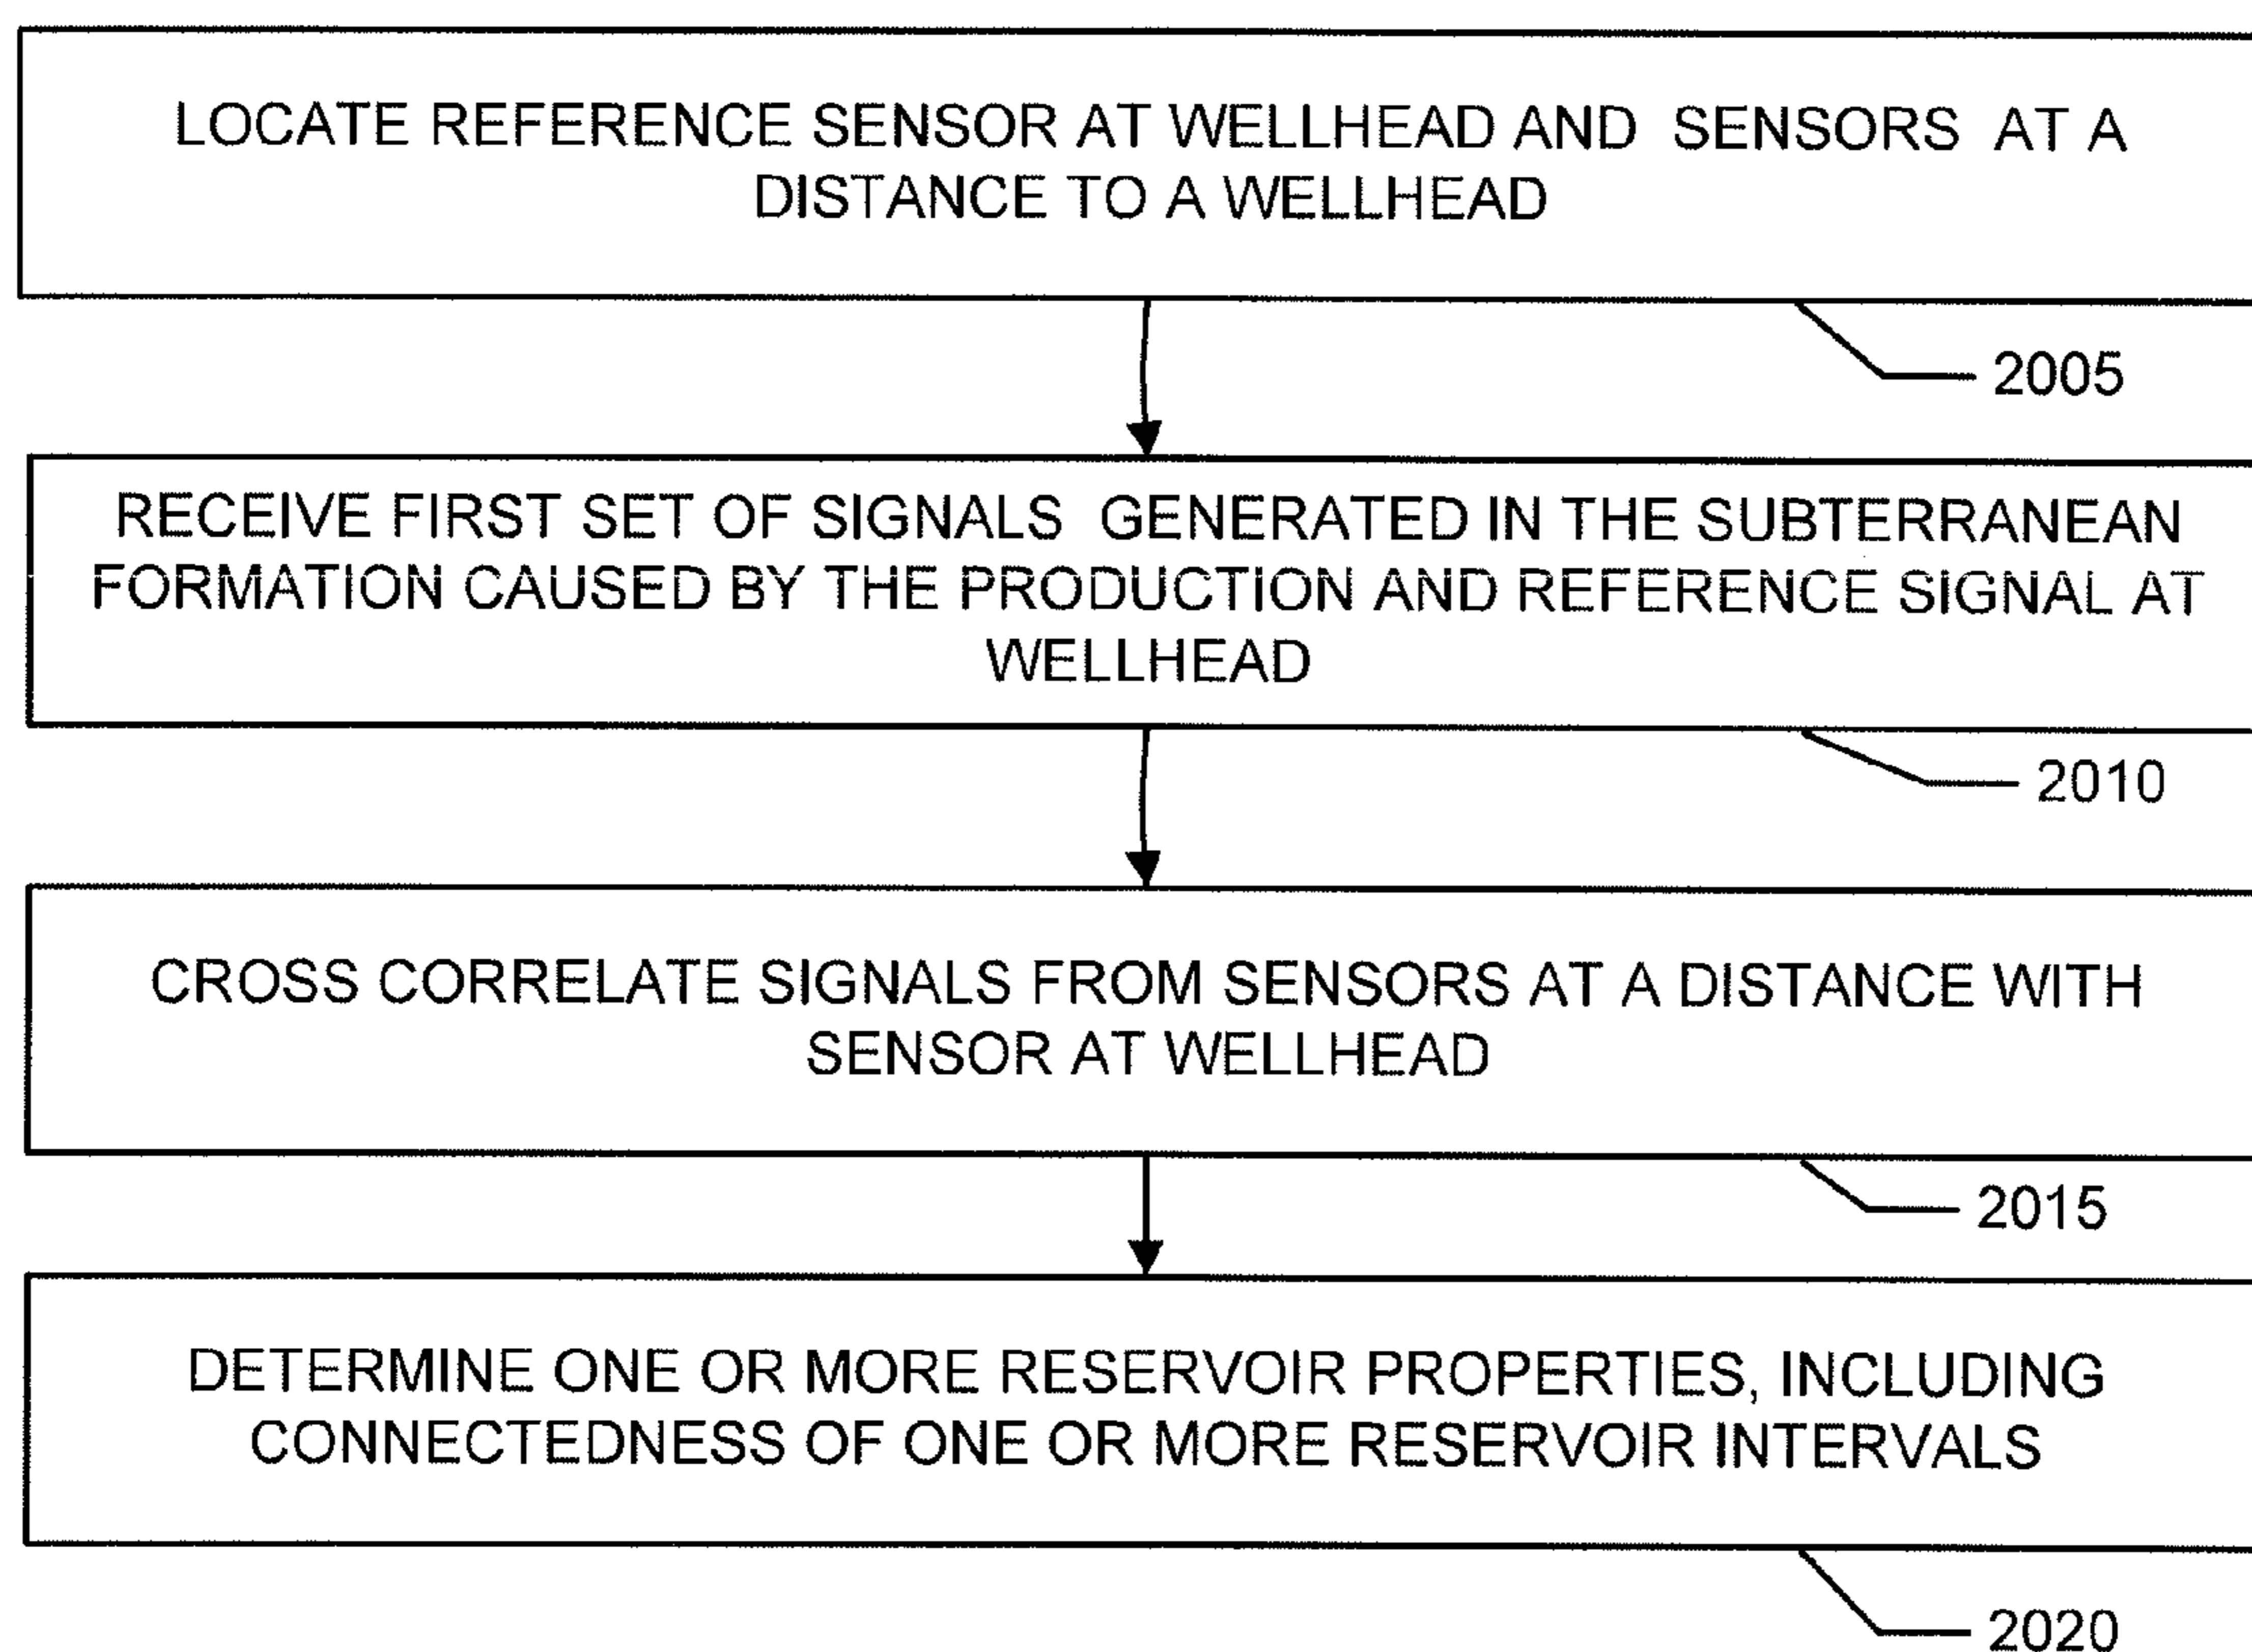 LOCATE REFERENCE SENSOR AT WELLHEAD AND SENSORS AT A
DISTANCE TO A WELLHEAD
2005
RECEIVE FIRST SET OF SIGNALS GENERATED IN THE SUBTERRANEAN
FORMATION CAUSED BY THE PRODUCTION AND REFERENCE SIGNAL AT
WELLHEAD
2010
CROSS CORRELATE SIGNALS FROM SENSORS AT A DISTANCE WITH
SENSOR AT WELLHEAD
2015
DETERMINE ONE OR MORE RESERVOIR PROPERTIES, INCLUDING
CONNECTEDNESS OF ONE OR MORE RESERVOIR INTERVALS
2020